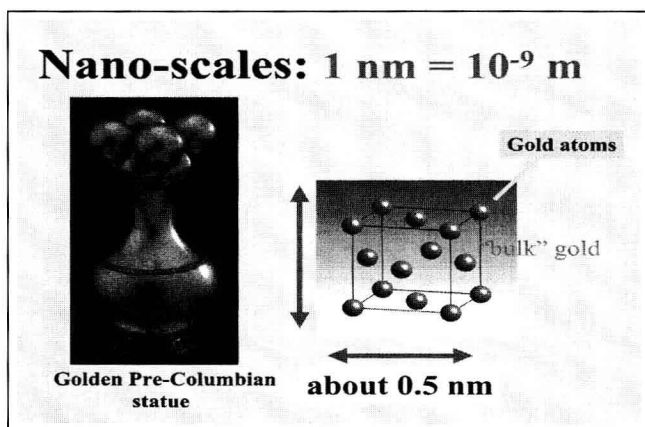 Nano-scales: 1 nm = 10⁻⁹ m
Gold atoms
“bulk” gold
about 0.5 nm
Golden Pre-Columbian
statue